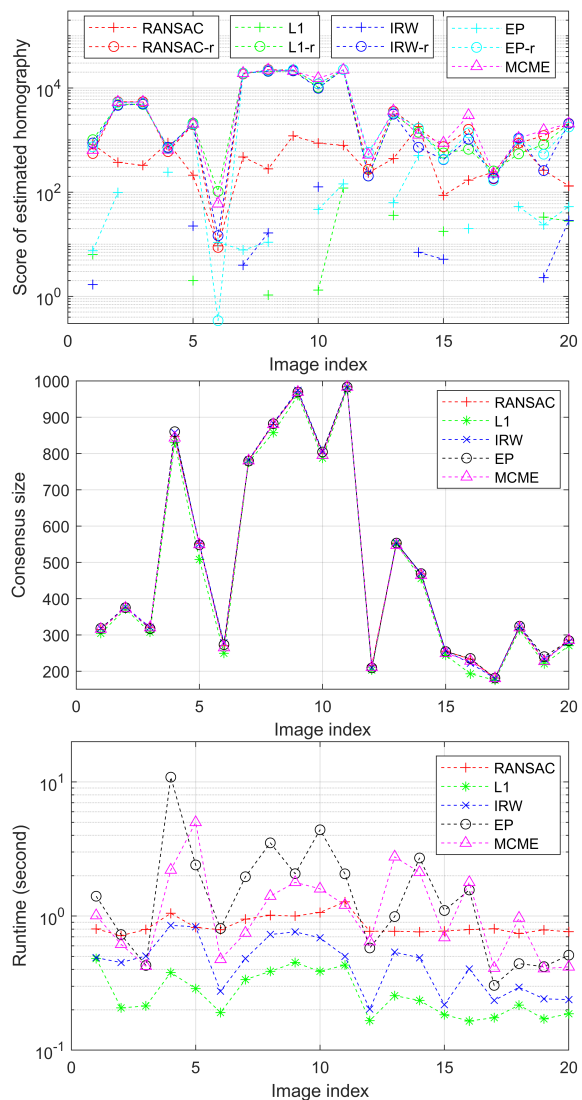 RANSAC
RANSAC-r
L1
L1-r
IRW
IRW-r
EP
EP-r
MCME
Score of estimated homography
10^4
10^2
10^0
0
5
10
15
20
Image index
Consensus size
1000
900
800
700
600
500
400
300
200
RANSAC
L1
IRW
EP
MCME
0
5
10
15
20
Image index
Runtime (second)
10^1
10^0
10^-1
RANSAC
L1
IRW
EP
MCME
0
5
10
15
20
Image index